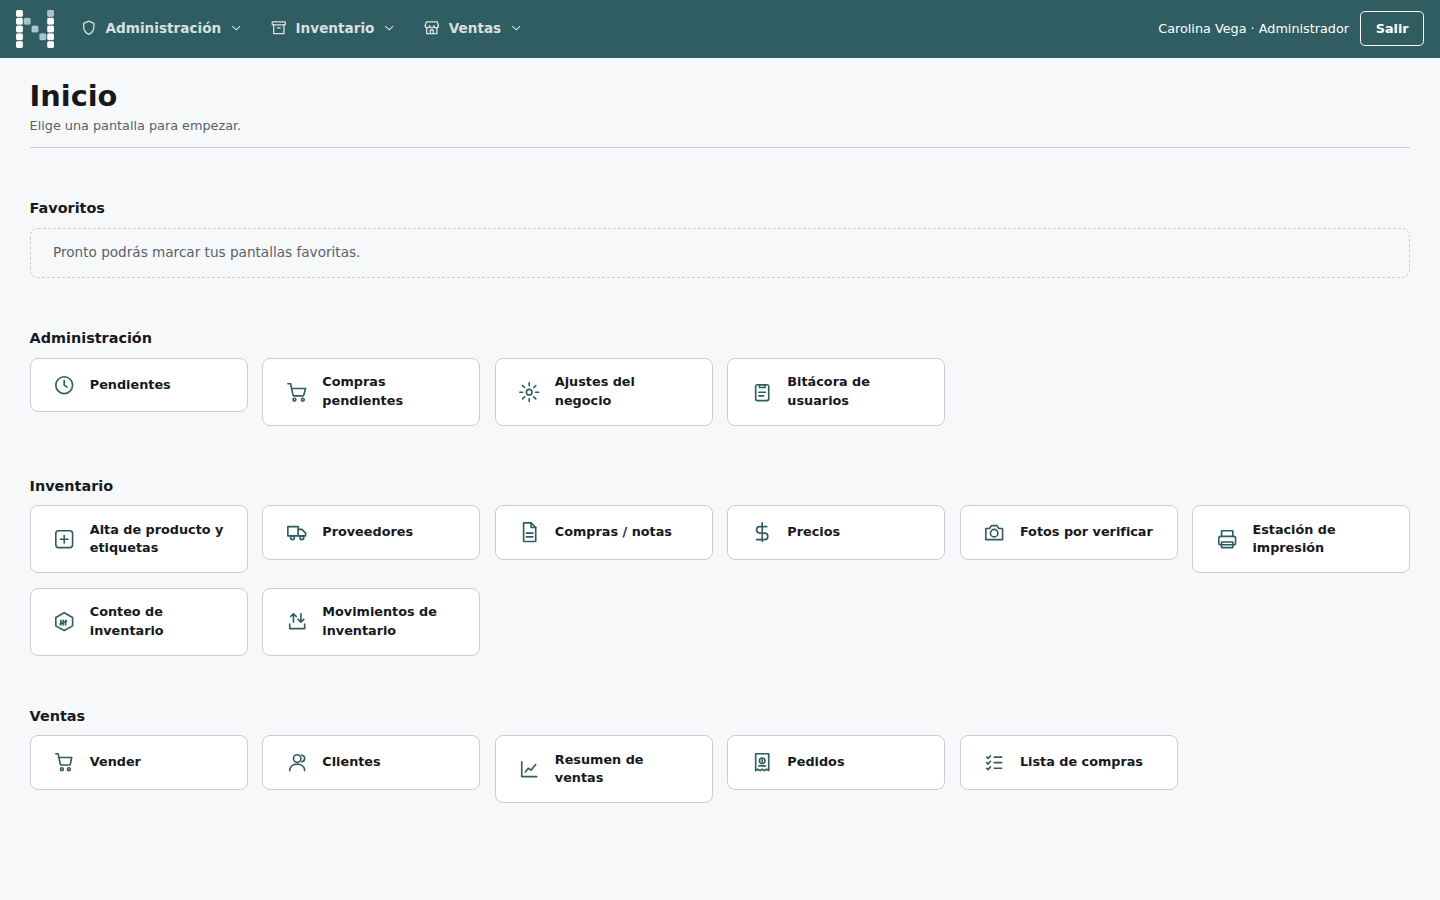 Administración
Inventario
Ventas
Carolina Vega · Administrador
Salir
Inicio
Elige una pantalla para empezar.
Favoritos
Pronto podrás marcar tus pantallas favoritas.
Administración
Pendientes
Compras
pendientes
Ajustes del
negocio
Bitácora de
usuarios
Inventario
Alta de producto y
etiquetas
Proveedores
Compras / notas
Precios
Fotos por verificar
Estación de
impresión
Conteo de
inventario
Movimientos de
inventario
Ventas
Vender
Clientes
Resumen de
ventas
Pedidos
Lista de compras